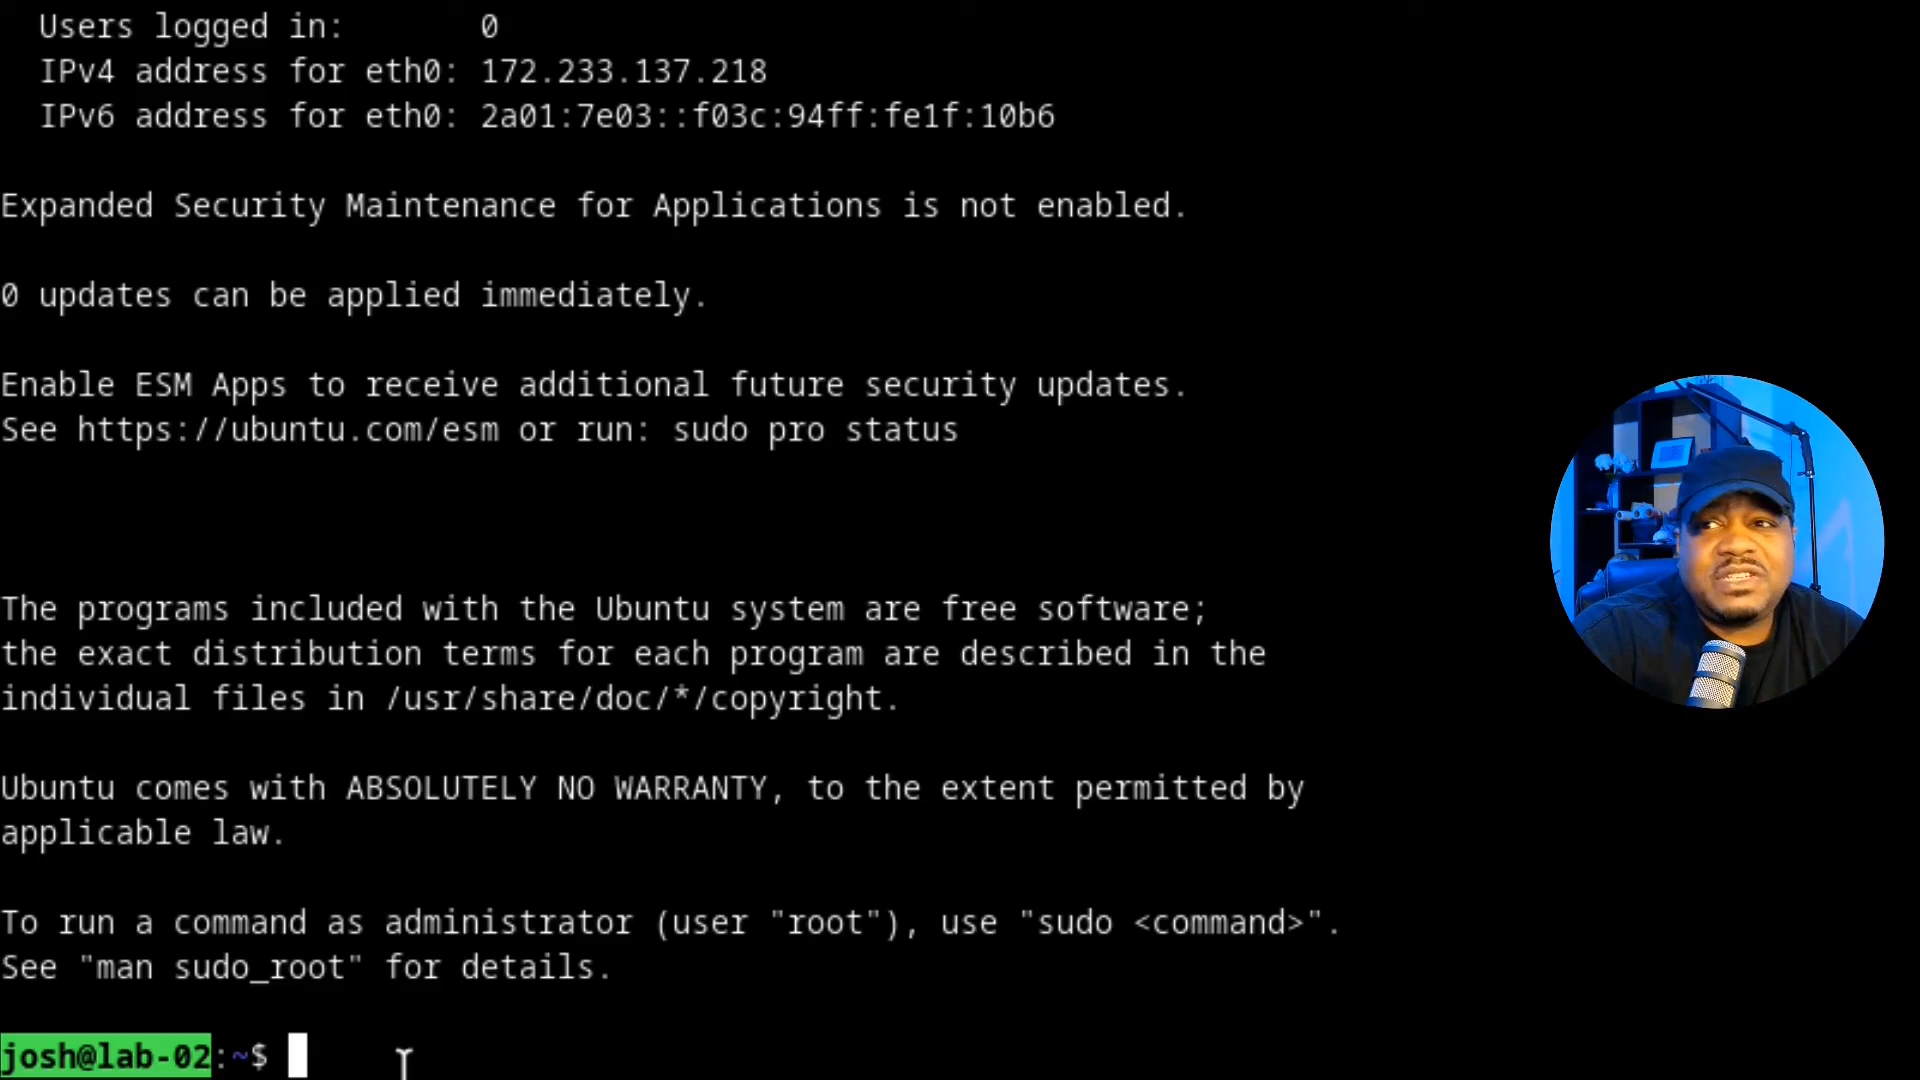 Users logged in: 0
IPv4 address for eth0: 172.233.137.218
IPv6 address for eth0: 2a01:7e03::f03c:94ff:fe1f:10b6
Expanded Security Maintenance for Applications is not enabled.
0 updates can be applied immediately.
Enable ESM Apps to receive additional future security updates.
See https://ubuntu.com/esm or run: sudo pro status
The programs included with the Ubuntu system are free software;
the exact distribution terms for each program are described in the
individual files in /usr/share/doc/*/copyright.
Ubuntu comes with ABSOLUTELY NO WARRANTY, to the extent permitted by
applicable law.
To run a command as administrator (user "root"), use "sudo <command>".
See "man sudo_root" for details.
josh@lab-02:~$